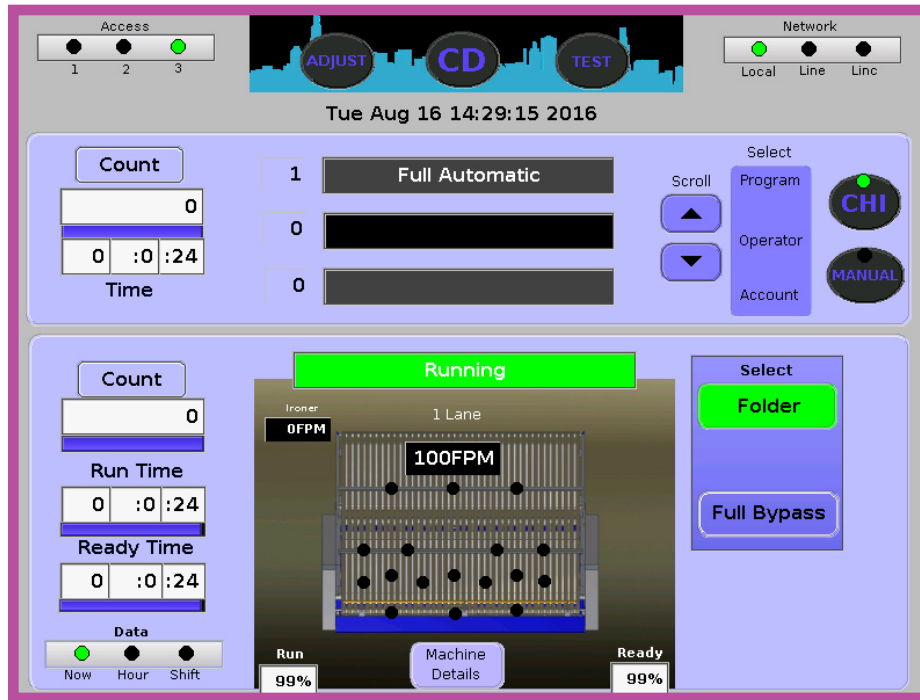 Access
1 2 3
ADJUST CD TEST
Network
Local Line Linc
Tue Aug 16 14:29:15 2016
Count
0
0 :0 :24
Time
1 Full Automatic
0
0
Scroll
Select
Program
Operator
Account
CHI
MANUAL
Count
0
Run Time
0 :0 :24
Ready Time
0 :0 :24
Data
Now Hour Shift
Running
Ironer
0FPM
1 Lane
100FPM
Run
99%
Machine
Details
Ready
99%
Select
Folder
Full Bypass